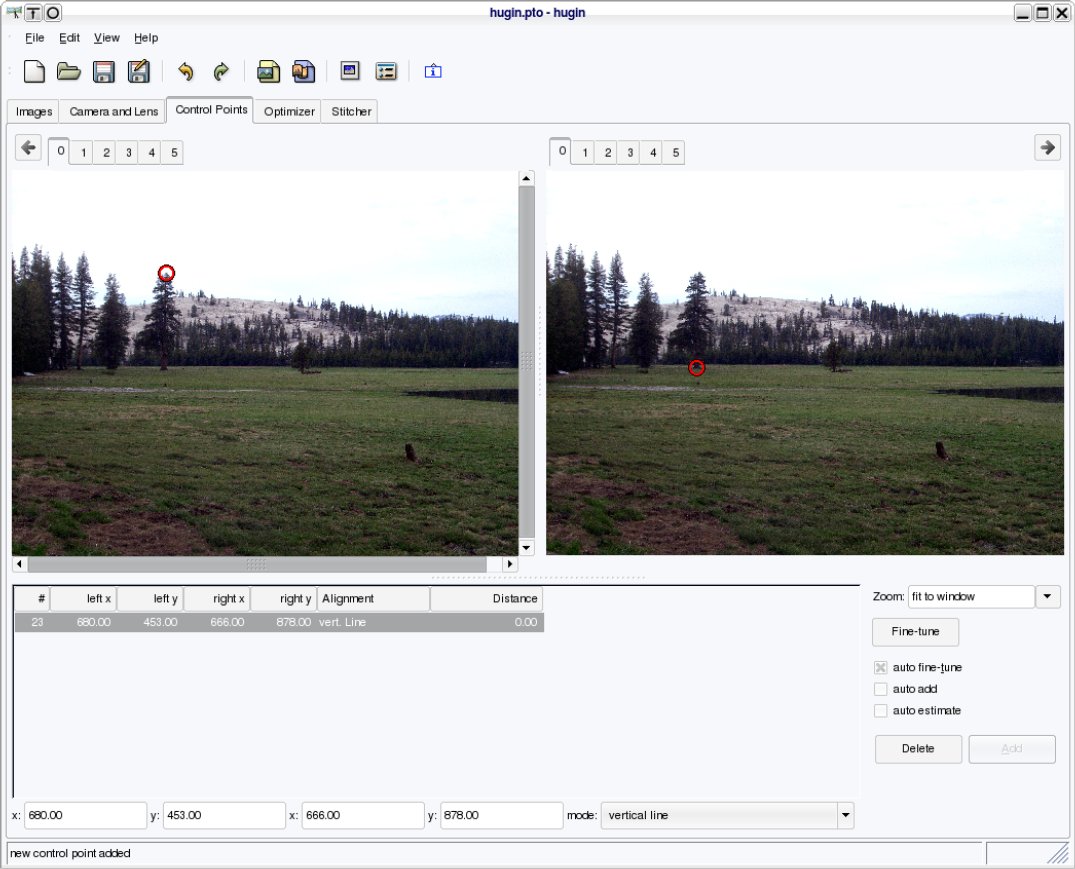 hugin.pto - hugin
File Edit View Help
Images Camera and Lens Control Points Optimizer Stitcher
0 1 2 3 4 5 0 1 2 3 4 5
# left x left y right x right y Alignment Distance
23 680.00 453.00 666.00 878.00 vert. Line 0.00
Zoom: fit to window
Fine-tune
auto fine-tune
auto add
auto estimate
Delete Add
x: 680.00 y: 453.00 x: 666.00 y: 878.00 mode: vertical line
new control point added